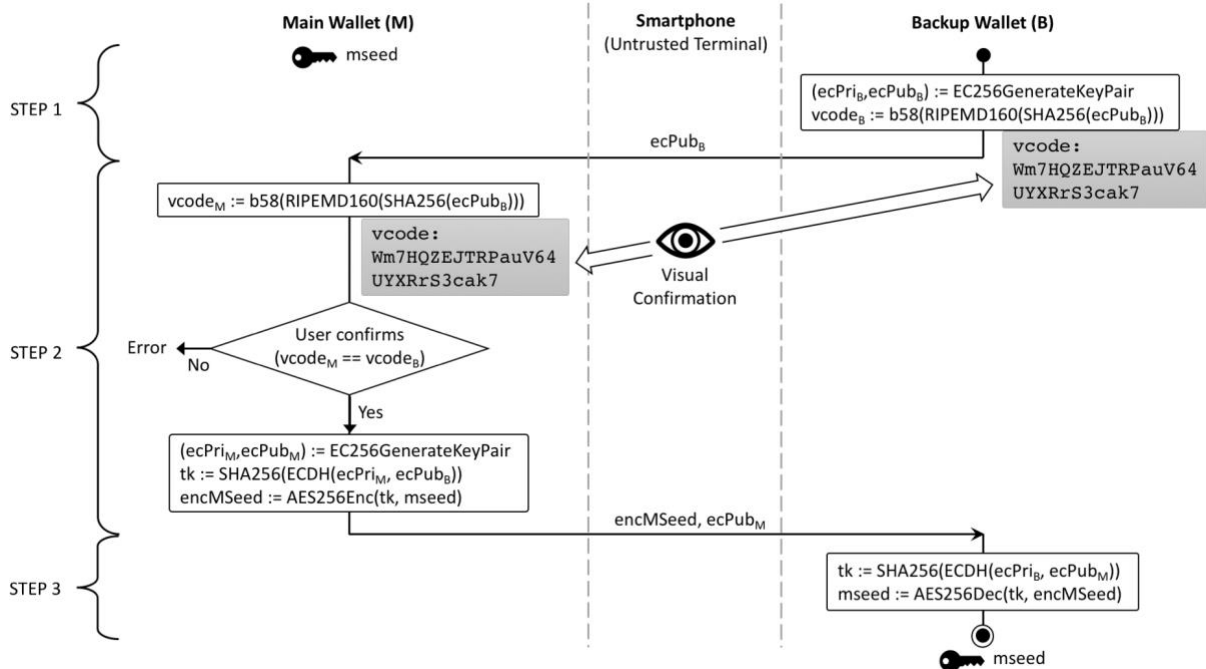 Main Wallet (M)
Smartphone
(Untrusted Terminal)
Backup Wallet (B)
mseed
STEP 1
(ecPriB,ecPubB) := EC256GenerateKeyPair
vcodeB := b58(RIPEMD160(SHA256(ecPubB)))
ecPubB
vcode:
Wm7HQZEJTRPauV64
UYXRrS3cak7
vcodeM := b58(RIPEMD160(SHA256(ecPubB)))
vcode:
Wm7HQZEJTRPauV64
UYXRrS3cak7
Visual
Confirmation
STEP 2
User confirms
(vcodeM == vcodeB)
Error
No
Yes
(ecPriM,ecPubM) := EC256GenerateKeyPair
tk := SHA256(ECDH(ecPriM, ecPubB))
encMSeed := AES256Enc(tk, mseed)
encMSeed, ecPubM
STEP 3
tk := SHA256(ECDH(ecPriB, ecPubM))
mseed := AES256Dec(tk, encMSeed)
mseed